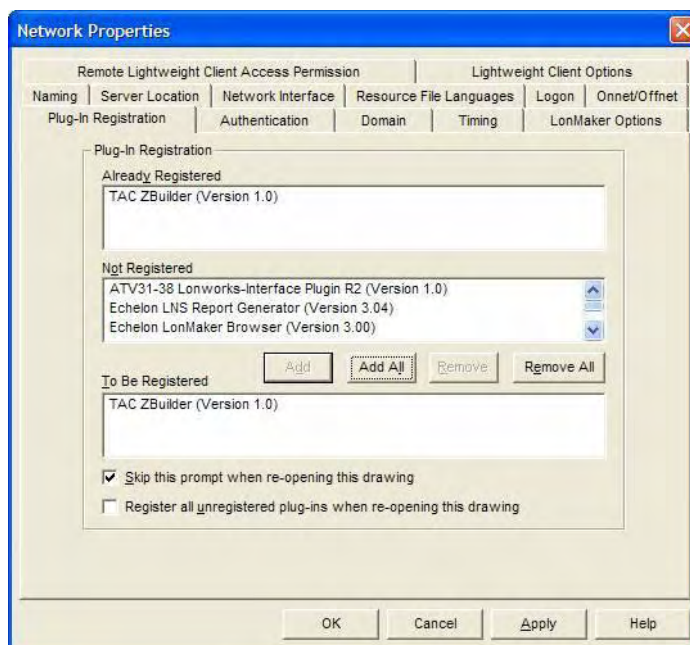 Network Properties
Remote Lightweight Client Access Permission Lightweight Client Options
Naming Server Location Network Interface Resource File Languages Logon Onnet/Offnet
Plug-In Registration Authentication Domain Timing LonMaker Options
Plug-In Registration
Already Registered
TAC ZBuilder (Version 1.0)
Not Registered
ATV31-38 Lonworks-Interface Plugin R2 (Version 1.0)
Echelon LNS Report Generator (Version 3.04)
Echelon LonMaker Browser (Version 3.00)
Add Add All Remove Remove All
To Be Registered
TAC ZBuilder (Version 1.0)
Skip this prompt when re-opening this drawing
Register all unregistered plug-ins when re-opening this drawing
OK Cancel Apply Help